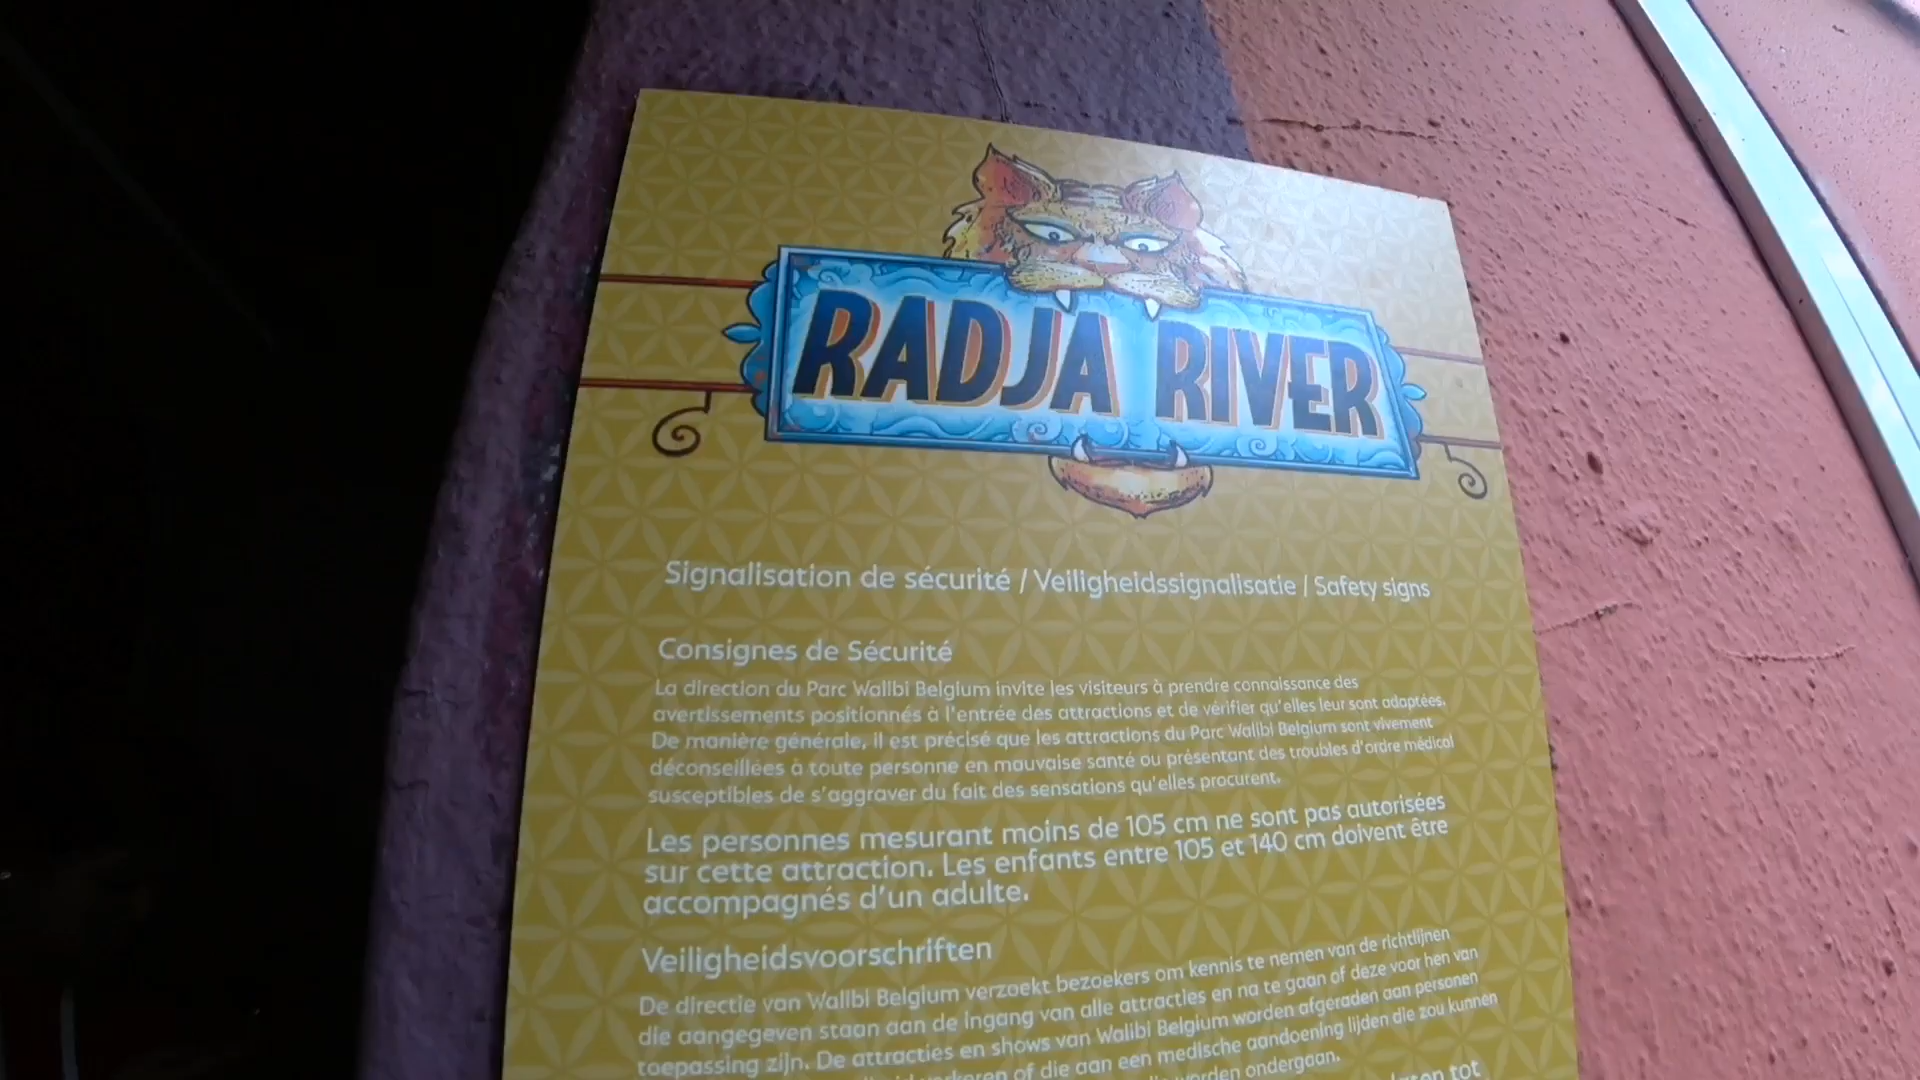 RADJA RIVER
Signalisation de sécurité / Veiligheidssignalisatie / Safety signs
Consignes de Sécurité
La direction du Parc Walibi Belgium invite les visiteurs à prendre connaissance des
avertissements positionnés à l'entrée des attractions et de vérifier qu'elles leur sont adaptées.
De manière générale, il est précisé que les attractions du Parc Walibi Belgium sont vivement
déconseillées à toute personne en mauvaise santé ou présentant des troubles d'ordre médical
susceptibles de s'aggraver du fait des sensations qu'elles procurent.
Les personnes mesurant moins de 105 cm ne sont pas autorisées
sur cette attraction. Les enfants entre 105 et 140 cm doivent être
accompagnés d'un adulte.
Veiligheidsvoorschriften
De directie van Walibi Belgium verzoekt bezoekers om kennis te nemen van de richtlijnen
die aangegeven staan aan de ingang van alle attracties en na te gaan of deze voor hen van
toepassing zijn. De attracties en shows van Walibi Belgium worden afgeraden aan personen
of die aan een medische aandoening lijden die zou kunnen
worden ondergaan.
tot